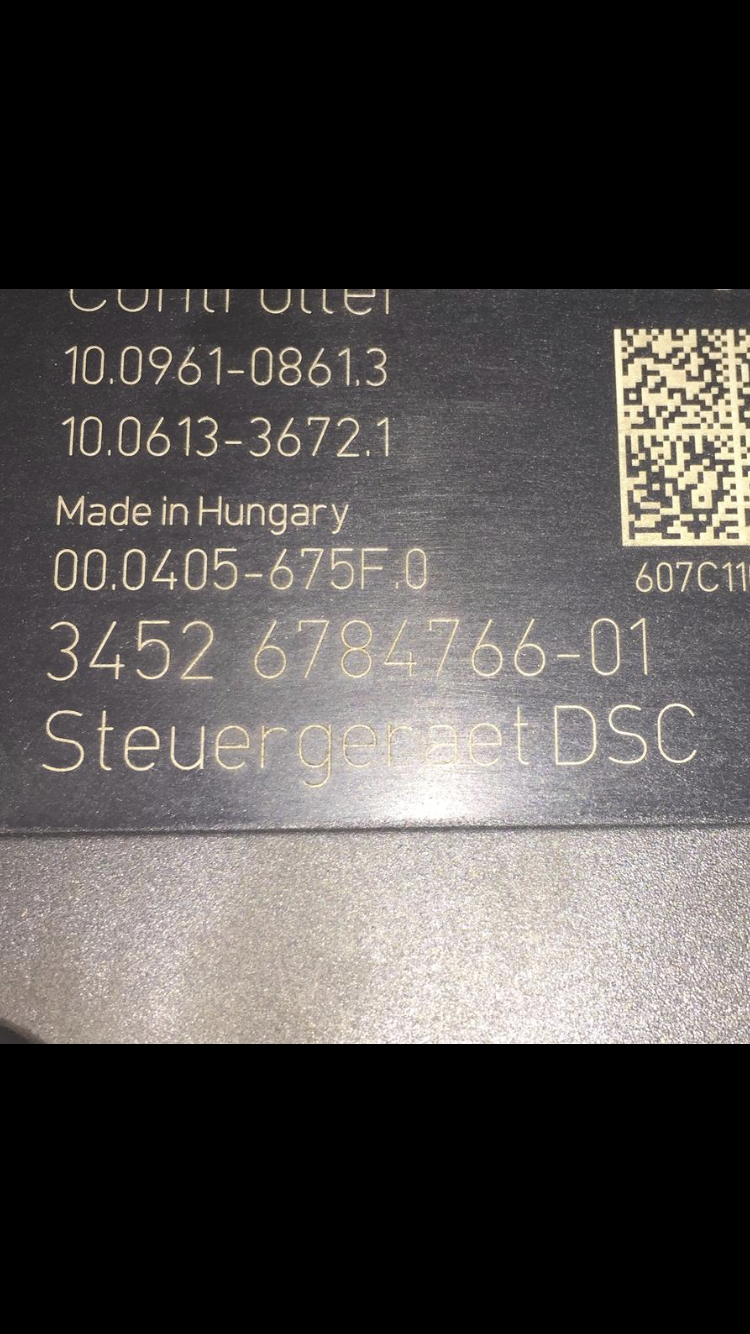 Controller
10.0961-0861.3
10.0613-3672.1
Made in Hungary
00.0405-675F.0
607C11
3452 6784766-01
Steuergeraet DSC